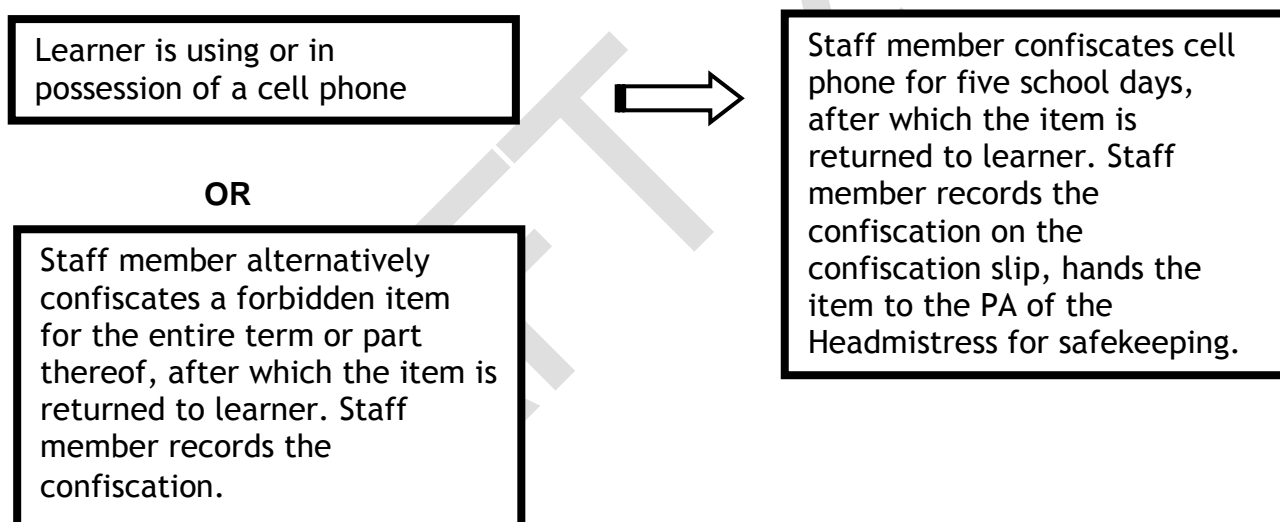 Learner is using or in
possession of a cell phone
OR
Staff member alternatively
confiscates a forbidden item
for the entire term or part
thereof, after which the item is
returned to learner. Staff
member records the
confiscation.
Staff member confiscates cell
phone for five school days,
after which the item is
returned to learner. Staff
member records the
confiscation on the
confiscation slip, hands the
item to the PA of the
Headmistress for safekeeping.